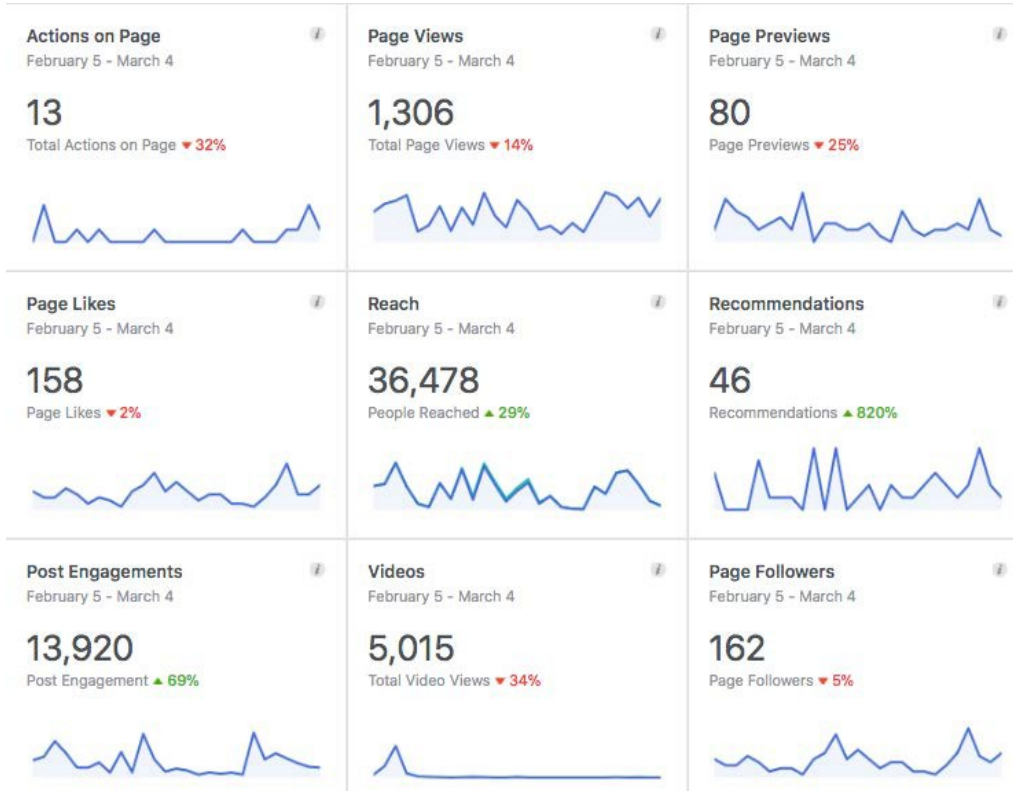 Actions on Page
February 5 - March 4
13
Total Actions on Page ▼ 32%
Page Views
February 5 - March 4
1,306
Total Page Views ▼ 14%
Page Previews
February 5 - March 4
80
Page Previews ▼ 25%
Page Likes
February 5 - March 4
158
Page Likes ▼ 2%
Reach
February 5 - March 4
36,478
People Reached ▲ 29%
Recommendations
February 5 - March 4
46
Recommendations ▲ 820%
Post Engagements
February 5 - March 4
13,920
Post Engagement ▲ 69%
Videos
February 5 - March 4
5,015
Total Video Views ▼ 34%
Page Followers
February 5 - March 4
162
Page Followers ▼ 5%